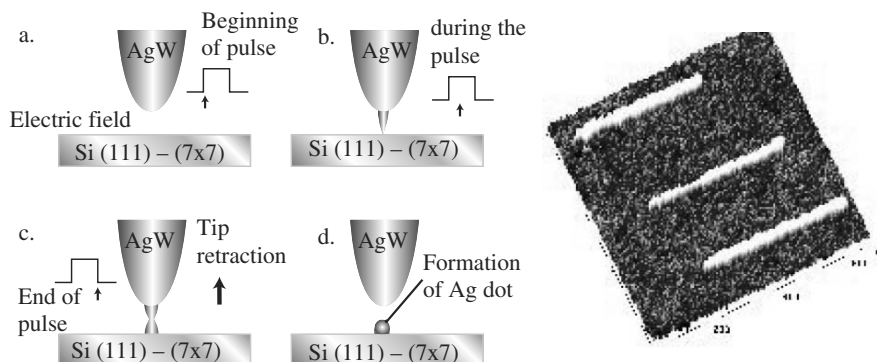 a.
AgW
Beginning
of pulse
Electric field
Si (111) – (7x7)
b.
AgW
during the
pulse
Si (111) – (7x7)
c.
AgW
Tip
retraction
End of
pulse
Si (111) – (7x7)
d.
AgW
Formation
of Ag dot
Si (111) – (7x7)